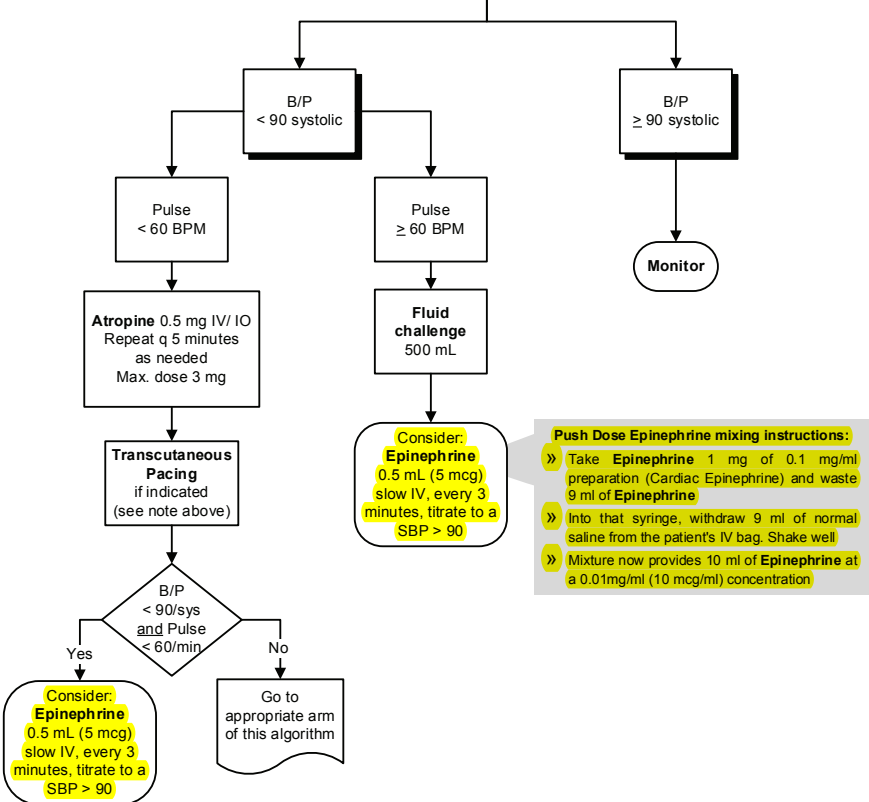 B/P
< 90 systolic
B/P
≥ 90 systolic
Pulse
< 60 BPM
Pulse
≥ 60 BPM
Monitor
Atropine 0.5 mg IV/ IO
Repeat q 5 minutes
as needed
Max. dose 3 mg
Fluid
challenge
500 mL
Transcutaneous
Pacing
if indicated
(see note above)
Consider:
Epinephrine
0.5 mL (5 mcg)
slow IV, every 3
minutes, titrate to a
SBP > 90
Push Dose Epinephrine mixing instructions:
» Take Epinephrine 1 mg of 0.1 mg/ml
preparation (Cardiac Epinephrine) and waste
9 ml of Epinephrine
» Into that syringe, withdraw 9 ml of normal
saline from the patient's IV bag. Shake well
» Mixture now provides 10 ml of Epinephrine at
a 0.01mg/ml (10 mcg/ml) concentration
B/P
< 90/sys
and Pulse
< 60/min
Yes
No
Consider:
Epinephrine
0.5 mL (5 mcg)
slow IV, every 3
minutes, titrate to a
SBP > 90
Go to
appropriate arm
of this algorithm